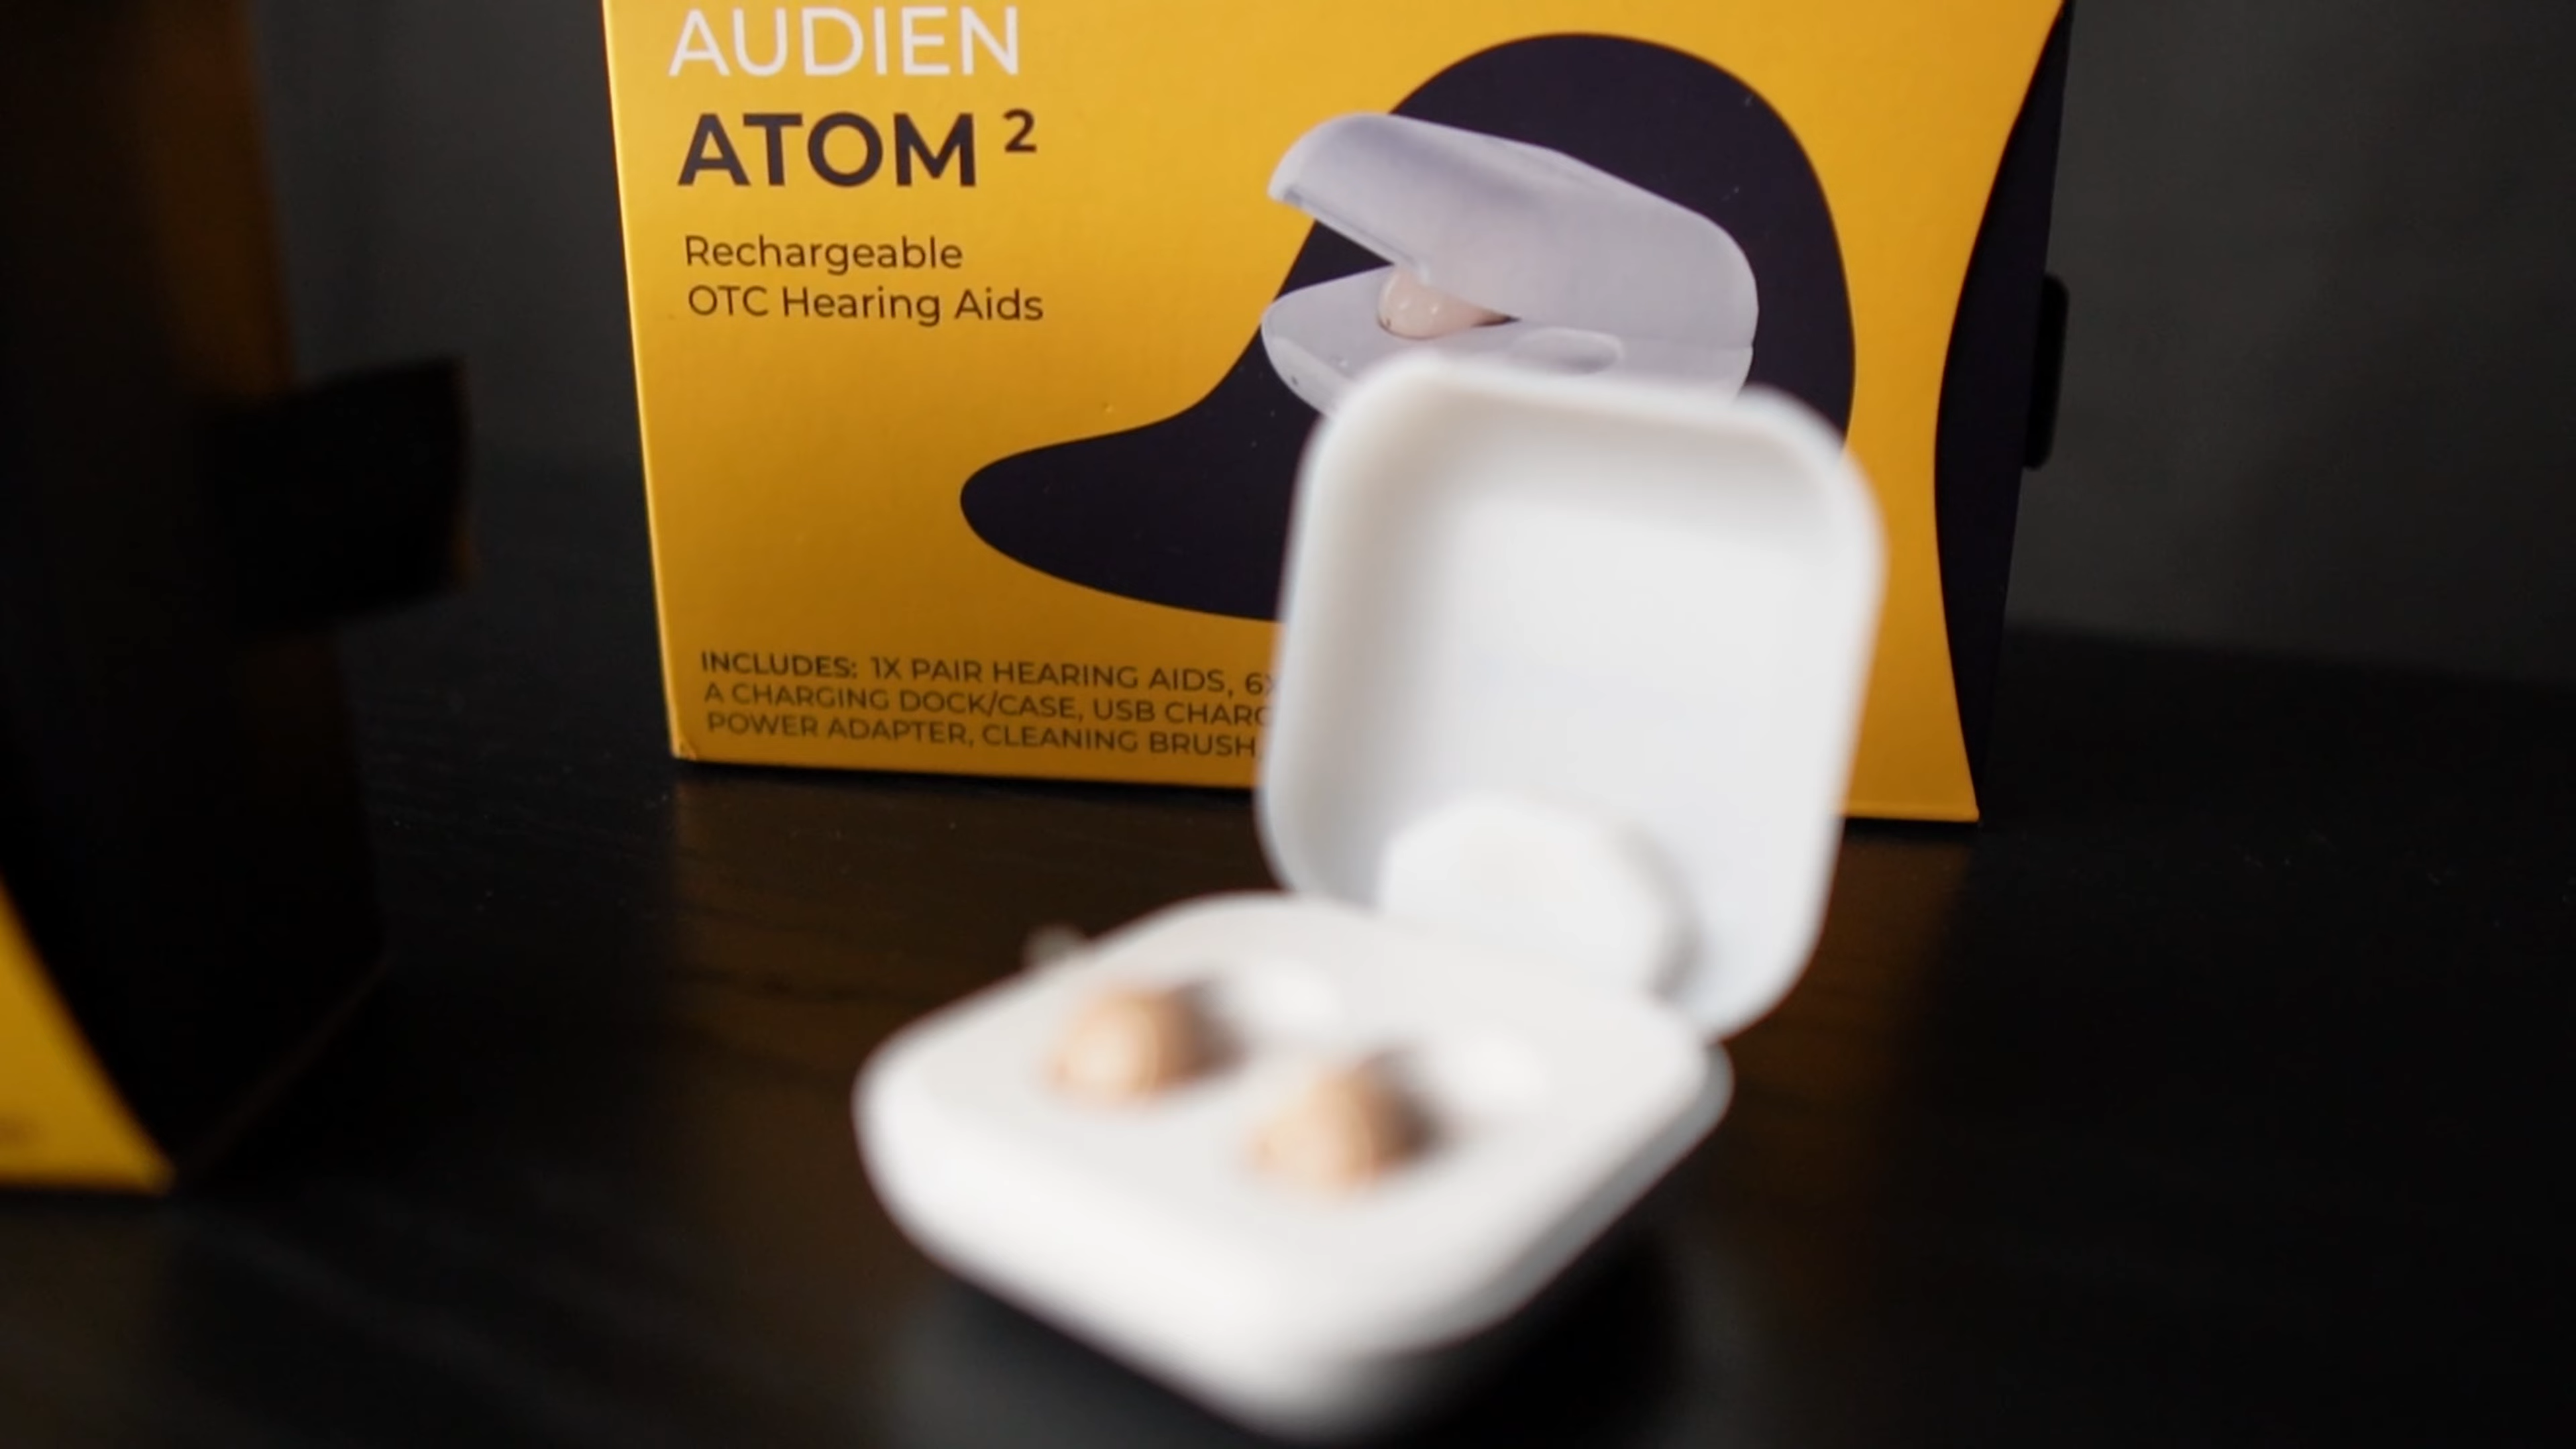 AUDIEN
ATOM ²
Rechargeable
OTC Hearing Aids
INCLUDES: 1X PAIR HEARING AIDS,
A CHARGING DOCK/CASE, USB
POWER ADAPTER, CLEANING BRUSH